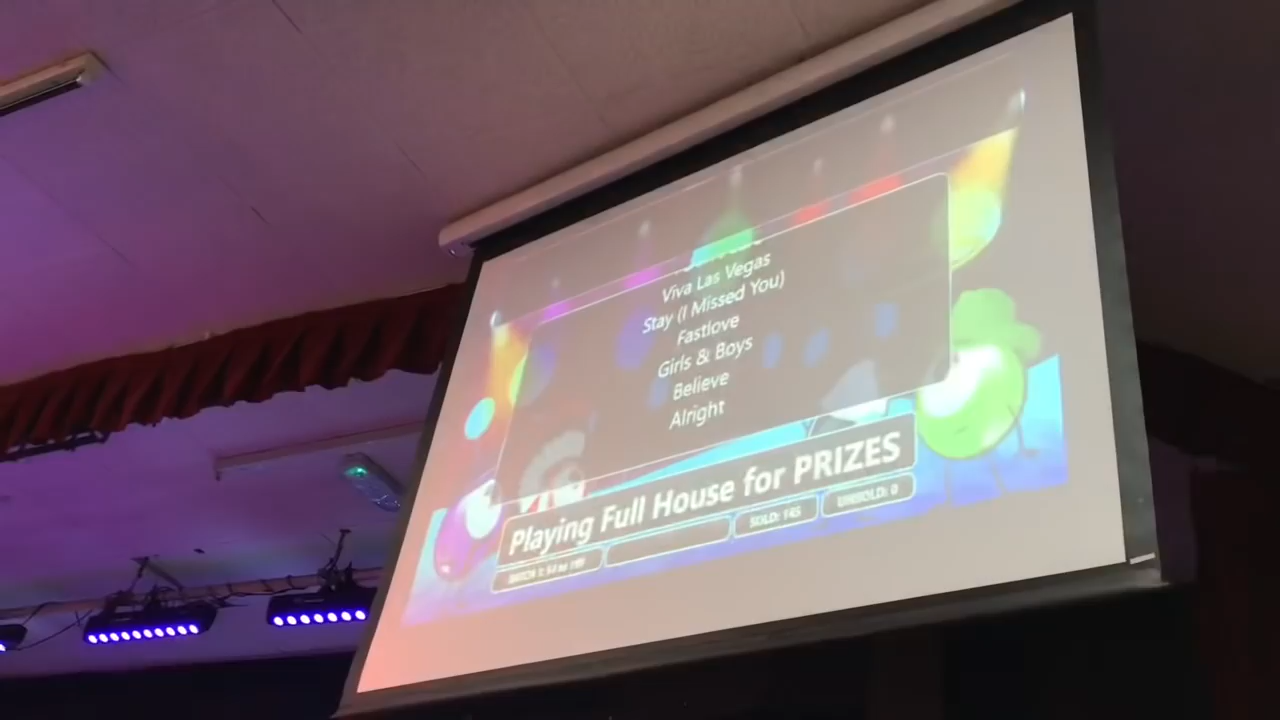 Viva Las Vegas
Stay (I Missed You)
Fastlove
Girls & Boys
Believe
Alright
Playing Full House for PRIZES
SOLD: 145
UNSOLD: 0